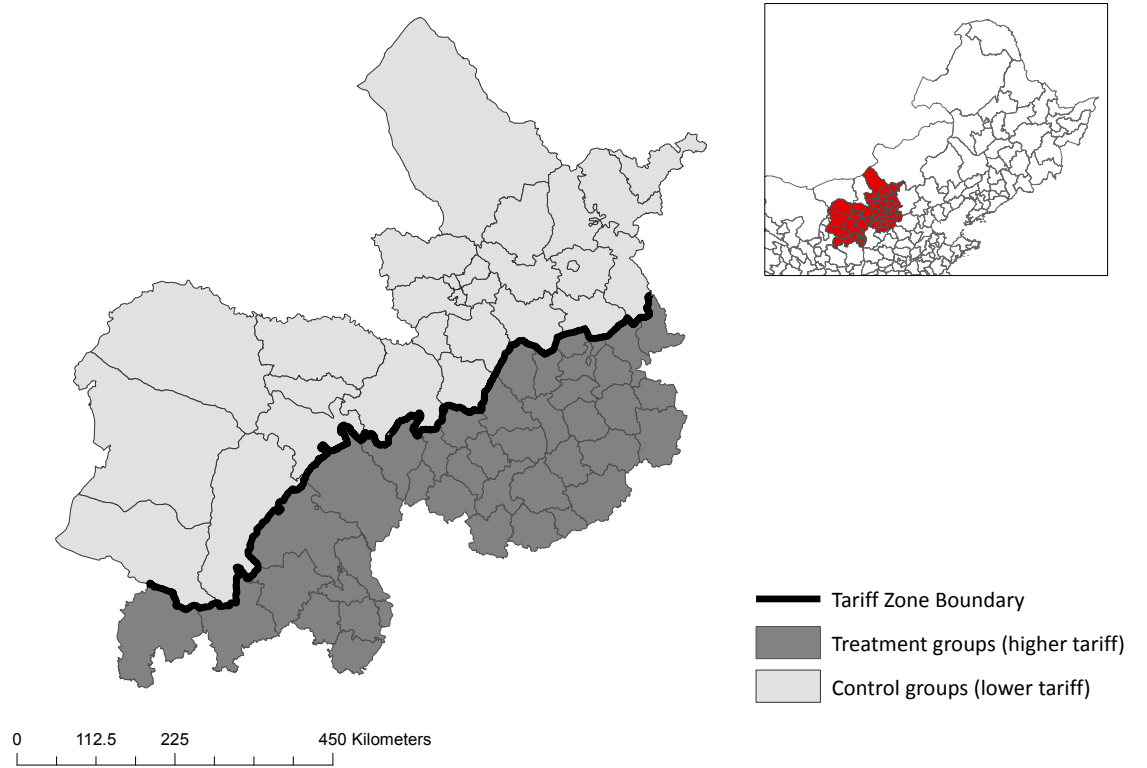 Tariff Zone Boundary
Treatment groups (higher tariff)
Control groups (lower tariff)
0 112.5 225 450 Kilometers